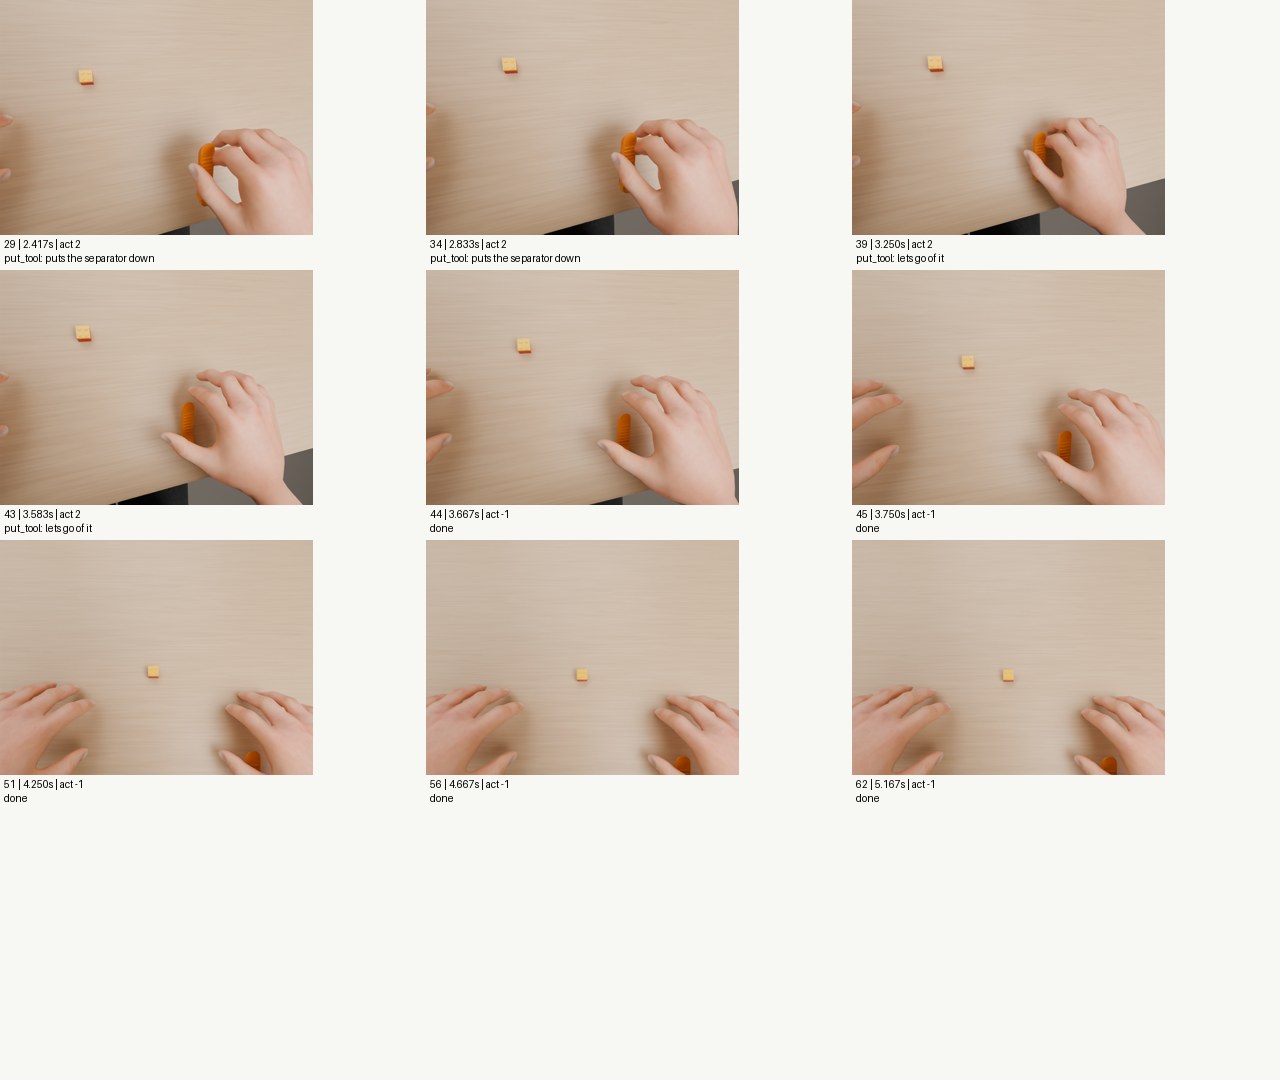 29 | 2.417s | act 2
put_tool: puts the separator down
34 | 2.833s | act 2
put_tool: puts the separator down
39 | 3.250s | act 2
put_tool: lets go of it
43 | 3.583s | act 2
put_tool: lets go of it
44 | 3.667s | act -1
done
45 | 3.750s | act -1
done
51 | 4.250s | act -1
done
56 | 4.667s | act -1
done
62 | 5.167s | act -1
done